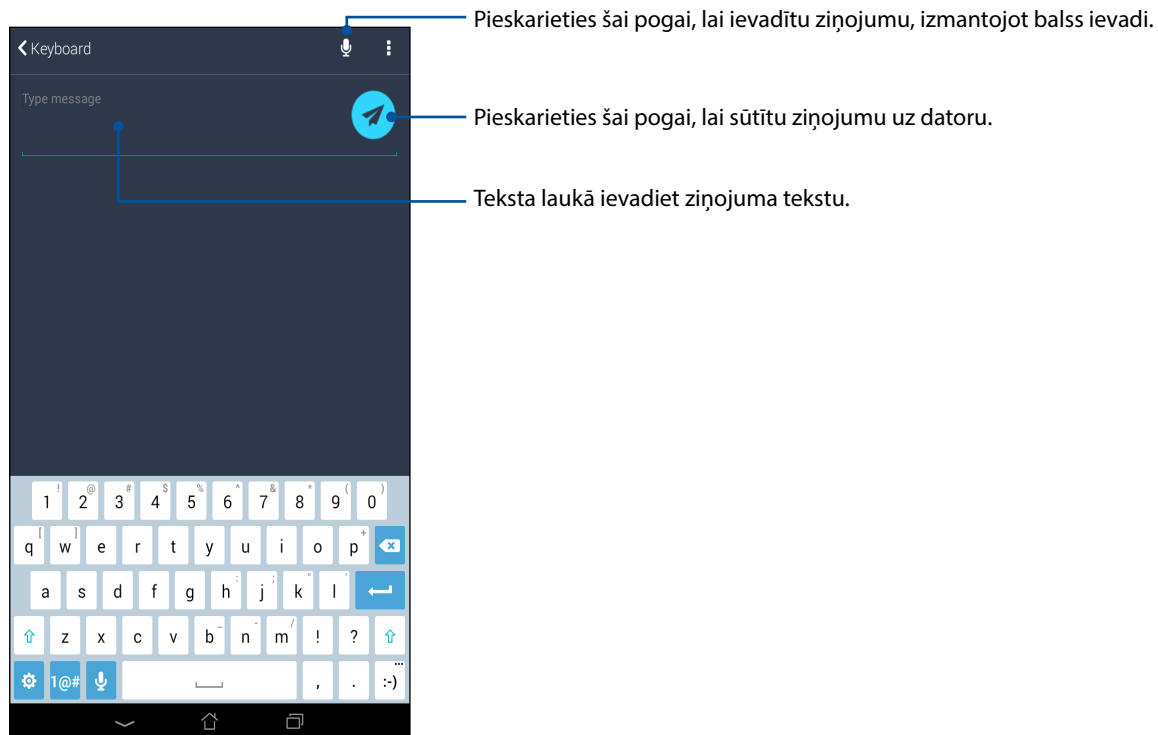 Pieskarieties šai pogai, lai ievadītu ziņojumu, izmantojot balss ievadi.
Keyboard
Type message
Pieskarieties šai pogai, lai sūtītu ziņojumu uz datoru.
Teksta laukā ievadiet ziņojuma tekstu.
1 ! 2 @ 3 # 4 $ 5 % 6 ^ 7 & 8 * 9 ( 0 )
q [ w ] e r t y u i o p +
a s d f g h : j ; k " l '
z x c v b _ n - m / ! ?
1@# , . :-) ...